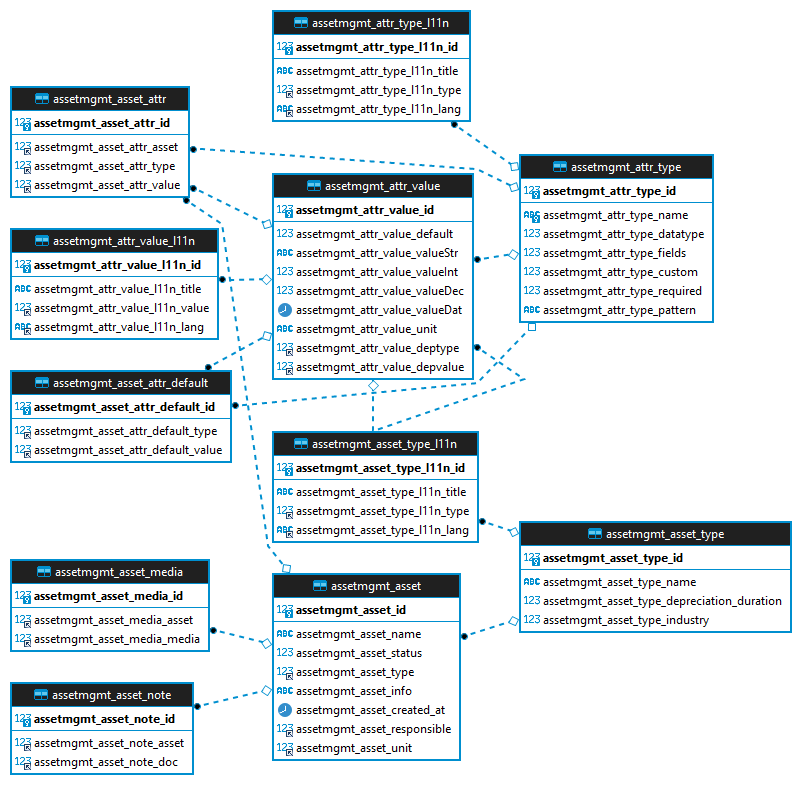 assetmgmt_attr_type_l11n
123 assetmgmt_attr_type_l11n_id
ABC assetmgmt_attr_type_l11n_title
123 assetmgmt_attr_type_l11n_type
ABC assetmgmt_attr_type_l11n_lang
assetmgmt_asset_attr
123 assetmgmt_asset_attr_id
123 assetmgmt_asset_attr_asset
123 assetmgmt_asset_attr_type
123 assetmgmt_asset_attr_value
assetmgmt_attr_type
123 assetmgmt_attr_type_id
ABC assetmgmt_attr_type_name
123 assetmgmt_attr_type_datatype
123 assetmgmt_attr_type_fields
123 assetmgmt_attr_type_custom
123 assetmgmt_attr_type_required
ABC assetmgmt_attr_type_pattern
assetmgmt_attr_value
123 assetmgmt_attr_value_id
123 assetmgmt_attr_value_default
ABC assetmgmt_attr_value_valueStr
123 assetmgmt_attr_value_valueInt
123 assetmgmt_attr_value_valueDec
assetmgmt_attr_value_valueDat
ABC assetmgmt_attr_value_unit
123 assetmgmt_attr_value_deptype
123 assetmgmt_attr_value_depvalue
assetmgmt_attr_value_l11n
123 assetmgmt_attr_value_l11n_id
ABC assetmgmt_attr_value_l11n_title
123 assetmgmt_attr_value_l11n_value
ABC assetmgmt_attr_value_l11n_lang
assetmgmt_asset_attr_default
123 assetmgmt_asset_attr_default_id
123 assetmgmt_asset_attr_default_type
123 assetmgmt_asset_attr_default_value
assetmgmt_asset_type_l11n
123 assetmgmt_asset_type_l11n_id
ABC assetmgmt_asset_type_l11n_title
123 assetmgmt_asset_type_l11n_type
ABC assetmgmt_asset_type_l11n_lang
assetmgmt_asset_type
123 assetmgmt_asset_type_id
ABC assetmgmt_asset_type_name
123 assetmgmt_asset_type_depreciation_duration
123 assetmgmt_asset_type_industry
assetmgmt_asset_media
123 assetmgmt_asset_media_id
123 assetmgmt_asset_media_asset
123 assetmgmt_asset_media_media
assetmgmt_asset
123 assetmgmt_asset_id
ABC assetmgmt_asset_name
123 assetmgmt_asset_status
123 assetmgmt_asset_type
ABC assetmgmt_asset_info
assetmgmt_asset_created_at
123 assetmgmt_asset_responsible
123 assetmgmt_asset_unit
assetmgmt_asset_note
123 assetmgmt_asset_note_id
123 assetmgmt_asset_note_asset
123 assetmgmt_asset_note_doc